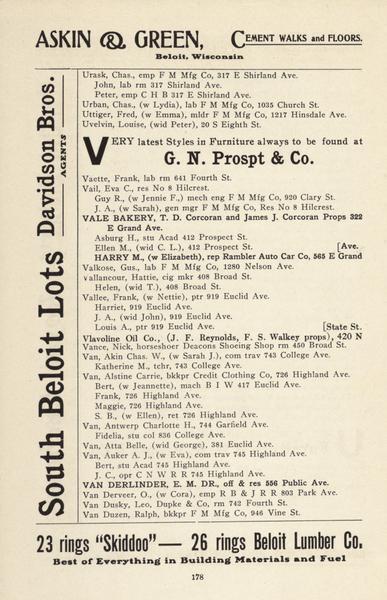 ASKIN & GREEN, CEMENT WALKS and FLOORS.
Beloit, Wisconsin
South Beloit Lots Davidson Bros. AGENTS
Urask, Chas., emp F M Mfg Co, 317 E Shirland Ave.
John, lab rm 317 Shirland Ave.
Peter, emp C H B 317 E Shirland Ave.
Urban, Chas., (w Lydia), lab F M Mfg Co, 1035 Church St.
Uttiger, Fred, (w Emma), mldr F M Mfg Co, 1217 Hinsdale Ave.
Uvelvin, Louise, (wid Peter), 20 S Eighth St.
VERY latest Styles in Furniture always to be found at
G. N. Prospt & Co.
Vaette, Frank, lab rm 641 Fourth St.
Vail, Eva C., res No 8 Hilcrest.
Guy R., (w Jennie F.,) mech eng F M Mfg Co, 920 Clary St.
J. A., (w Sarah), gen mgr F M Mfg Co, Res No 8 Hilcrest.
VALE BAKERY, T. D. Corcoran and James J. Corcoran Props 322
E Grand Ave.
Asburg H., stu Acad 412 Prospect St.
Ellen M., (wid C. L.), 412 Prospect St. [Ave.
HARRY M., (w Elizabeth), rep Rambler Auto Car Co, 565 E Grand
Valkose, Gus., lab F M Mfg Co, 1280 Nelson Ave.
Vallancour, Hattie, cig mkr 408 Broad St.
Helen, (wid T.), 408 Broad St.
Vallee, Frank, (w Nettie), ptr 919 Euclid Ave.
Harriet, 919 Euclid Ave.
J. A., (wid John), 919 Euclid Ave.
Louis A., ptr 919 Euclid Ave. [State St.
Vlavoline Oil Co., (J. F. Reynolds, F. S. Walkey props), 420 N
Vance, Nick, horseshoer Deacons Shoeing Shop rm 450 Broad St.
Van, Akin Chas. W., (w Sarah J.), com trav 743 College Ave.
Katherine M., tchr, 743 College Ave.
Van, Alstine Carrie, bkkpr Credit Clothing Co, 726 Highland Ave.
Bert, (w Jeannette), mach B I W 417 Euclid Ave.
Frank, 726 Highland Ave.
Maggie, 726 Highland Ave.
S. B., (w Ellen), ret 726 Highland Ave.
Van, Antwerp Charlotte H., 744 Garfield Ave.
Fidelia, stu col 836 College Ave.
Van, Atta Belle, (wid George), 381 Euclid Ave.
Van, Auker A. J., (w Eva), com trav 745 Highland Ave.
Bert, stu Acad 745 Highland Ave.
J. C., opr C N W R R 745 Highland Ave.
VAN DERLINDER, E. M. DR., off & res 556 Public Ave.
Van Derveer, O., (w Cora), emp R B & J R R 803 Park Ave.
Van Dusky, Leo, Dupke & Co, rm 742 Fourth St.
Van Duzen, Ralph, bkkpr F M Mfg Co, 946 Vine St.
23 rings "Skiddoo"— 26 rings Beloit Lumber Co.
Best of Everything in Building Materials and Fuel
178